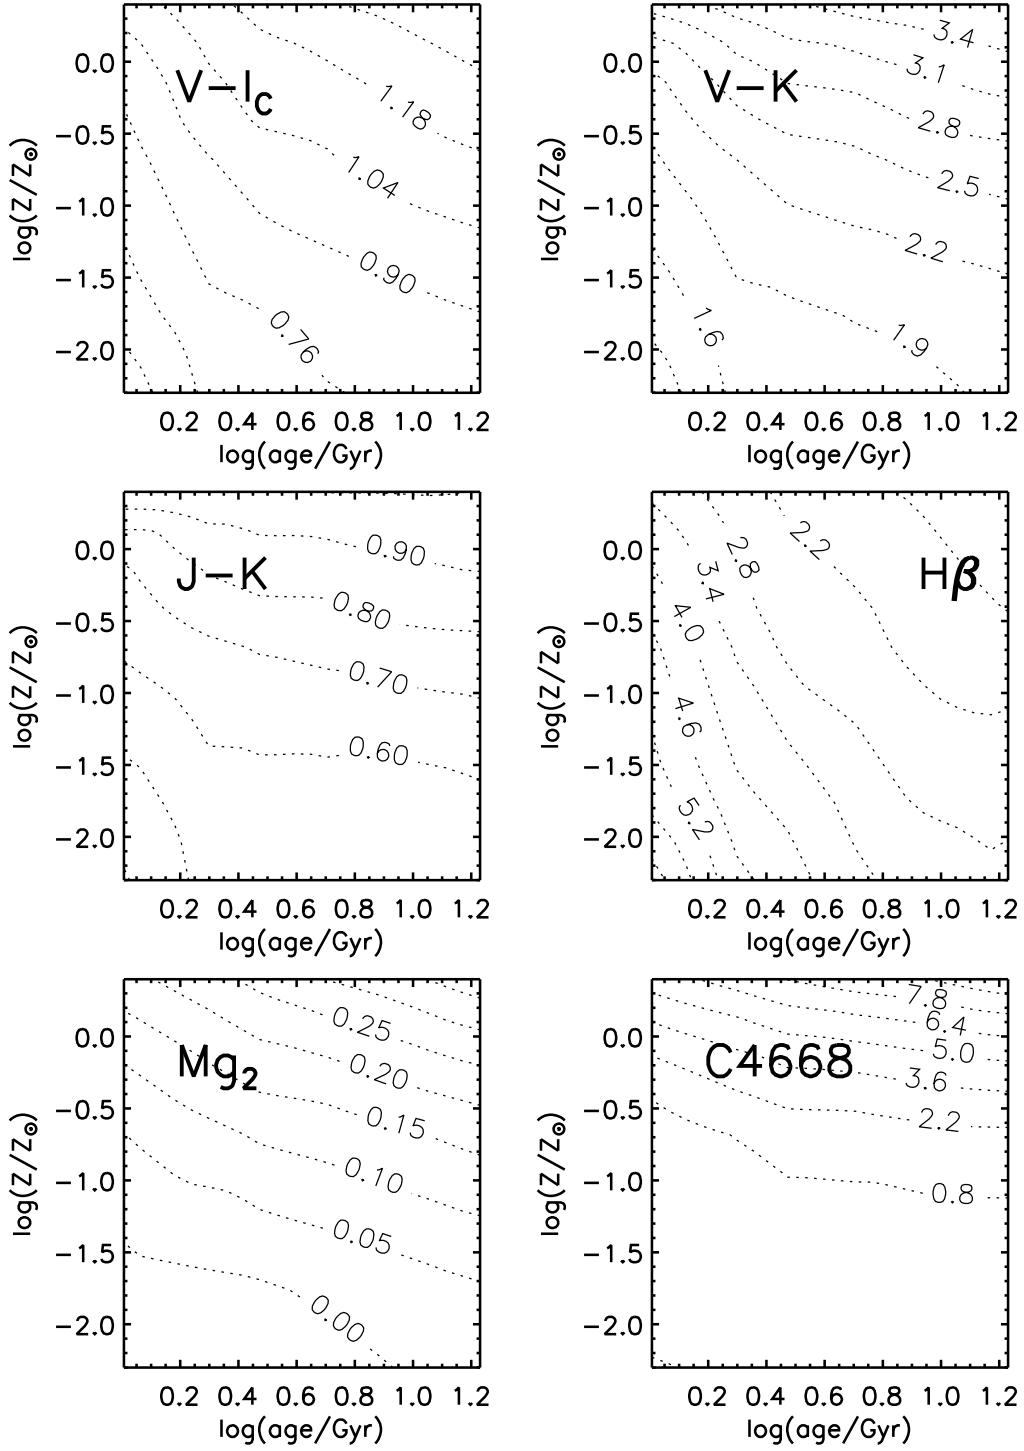 V−I_C
1.18
1.04
0.90
0.76
0.0
−0.5
−1.0
−1.5
−2.0
log(Z/Z⊙)
0.2 0.4 0.6 0.8 1.0 1.2
log(age/Gyr)
V−K
3.4
3.1
2.8
2.5
2.2
1.9
1.6
0.0
−0.5
−1.0
−1.5
−2.0
log(Z/Z⊙)
0.2 0.4 0.6 0.8 1.0 1.2
log(age/Gyr)
J−K
0.90
0.80
0.70
0.60
0.0
−0.5
−1.0
−1.5
−2.0
log(Z/Z⊙)
0.2 0.4 0.6 0.8 1.0 1.2
log(age/Gyr)
Hβ
2.2
2.8
3.4
4.0
4.6
5.2
0.0
−0.5
−1.0
−1.5
−2.0
log(Z/Z⊙)
0.2 0.4 0.6 0.8 1.0 1.2
log(age/Gyr)
Mg₂
0.25
0.20
0.15
0.10
0.05
0.00
0.0
−0.5
−1.0
−1.5
−2.0
log(Z/Z⊙)
0.2 0.4 0.6 0.8 1.0 1.2
log(age/Gyr)
C4668
7.8
6.4
5.0
3.6
2.2
0.8
0.0
−0.5
−1.0
−1.5
−2.0
log(Z/Z⊙)
0.2 0.4 0.6 0.8 1.0 1.2
log(age/Gyr)